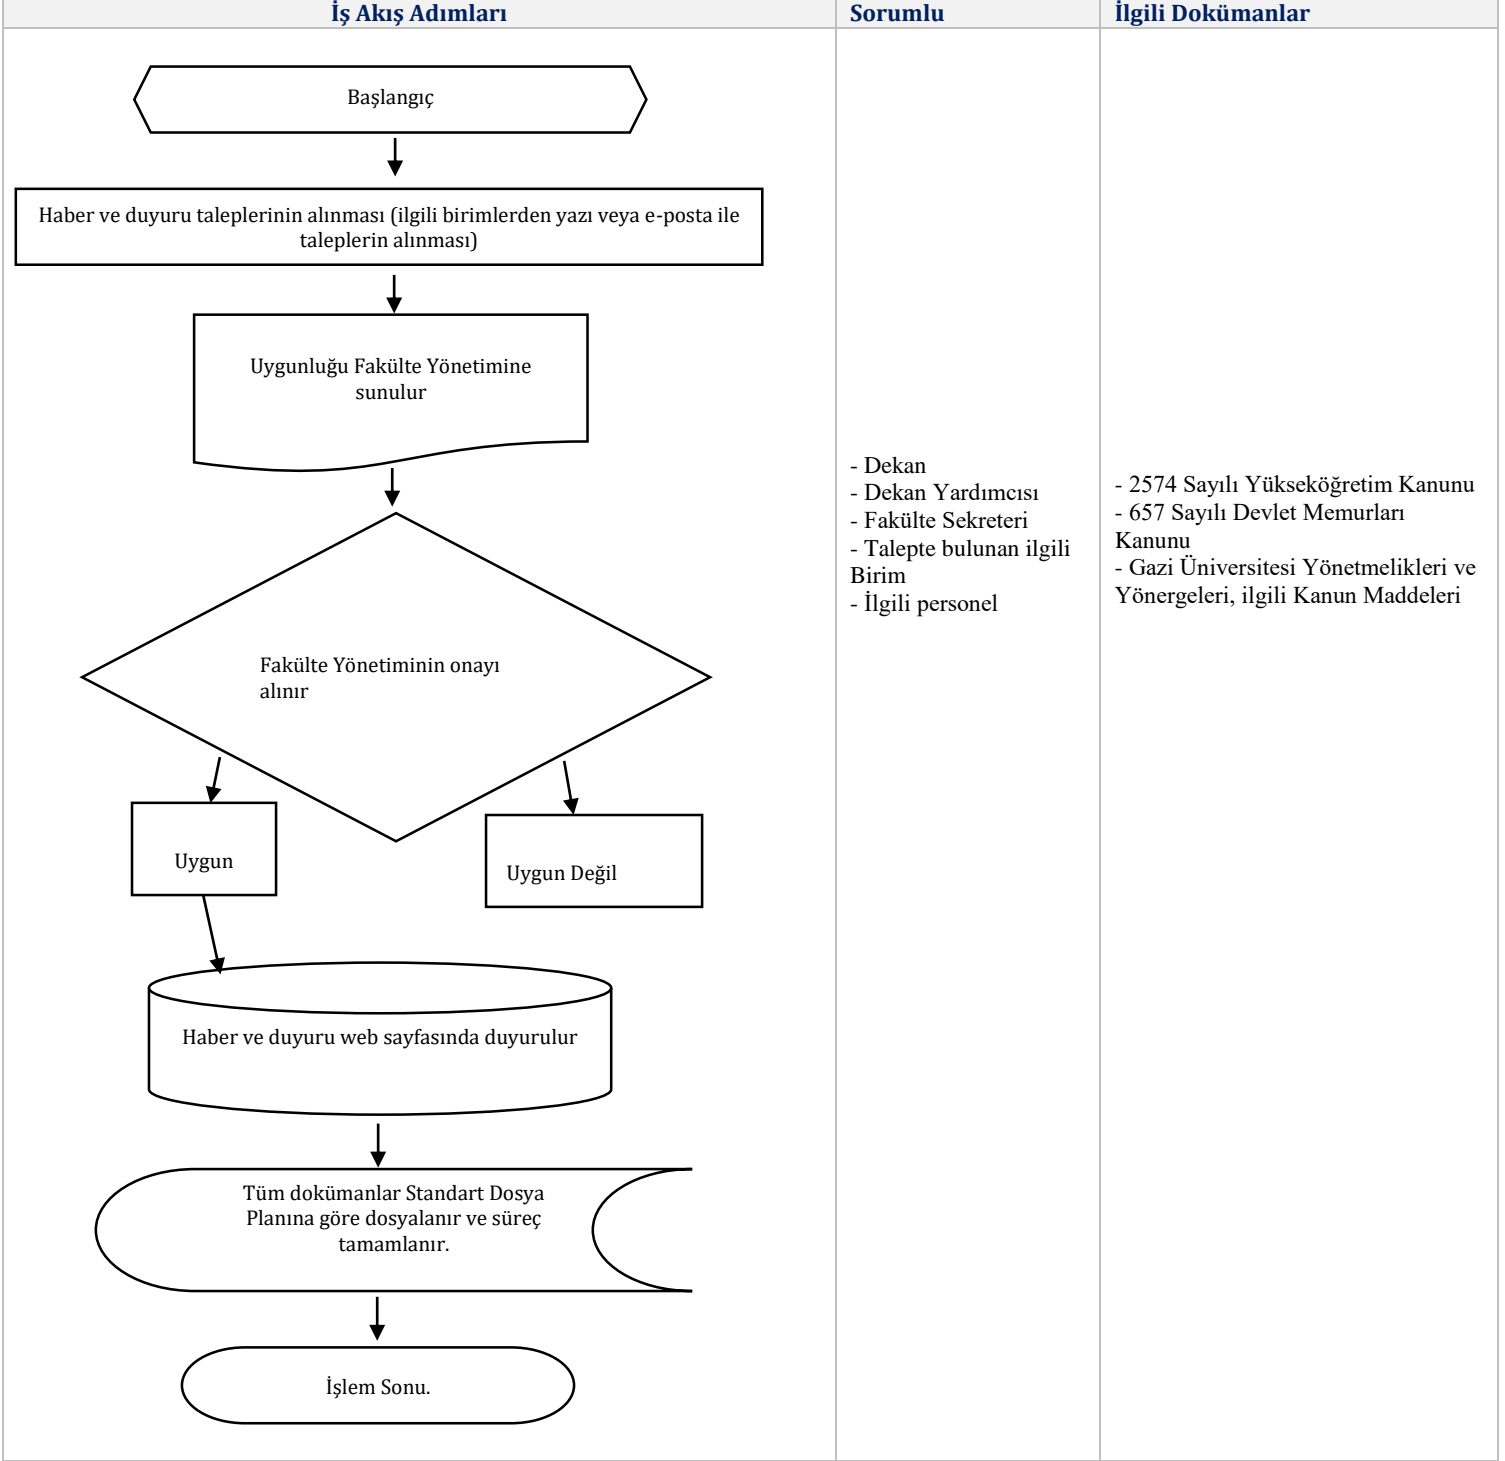 İş Akış Adımları
Sorumlu
İlgili Dokümanlar
Başlangıç
Haber ve duyuru taleplerinin alınması (ilgili birimlerden yazı veya e-posta ile
taleplerin alınması)
Uygunluğu Fakülte Yönetimine
sunulur
Fakülte Yönetiminin onayı
alınır
Uygun
Uygun Değil
Haber ve duyuru web sayfasında duyurulur
Tüm dokümanlar Standart Dosya
Planına göre dosyalanır ve süreç
tamamlanır.
İşlem Sonu.
- Dekan
- Dekan Yardımcısı
- Fakülte Sekreteri
- Talepte bulunan ilgili
Birim
- İlgili personel
- 2574 Sayılı Yükseköğretim Kanunu
- 657 Sayılı Devlet Memurları
Kanunu
- Gazi Üniversitesi Yönetmelikleri ve
Yönergeleri, ilgili Kanun Maddeleri